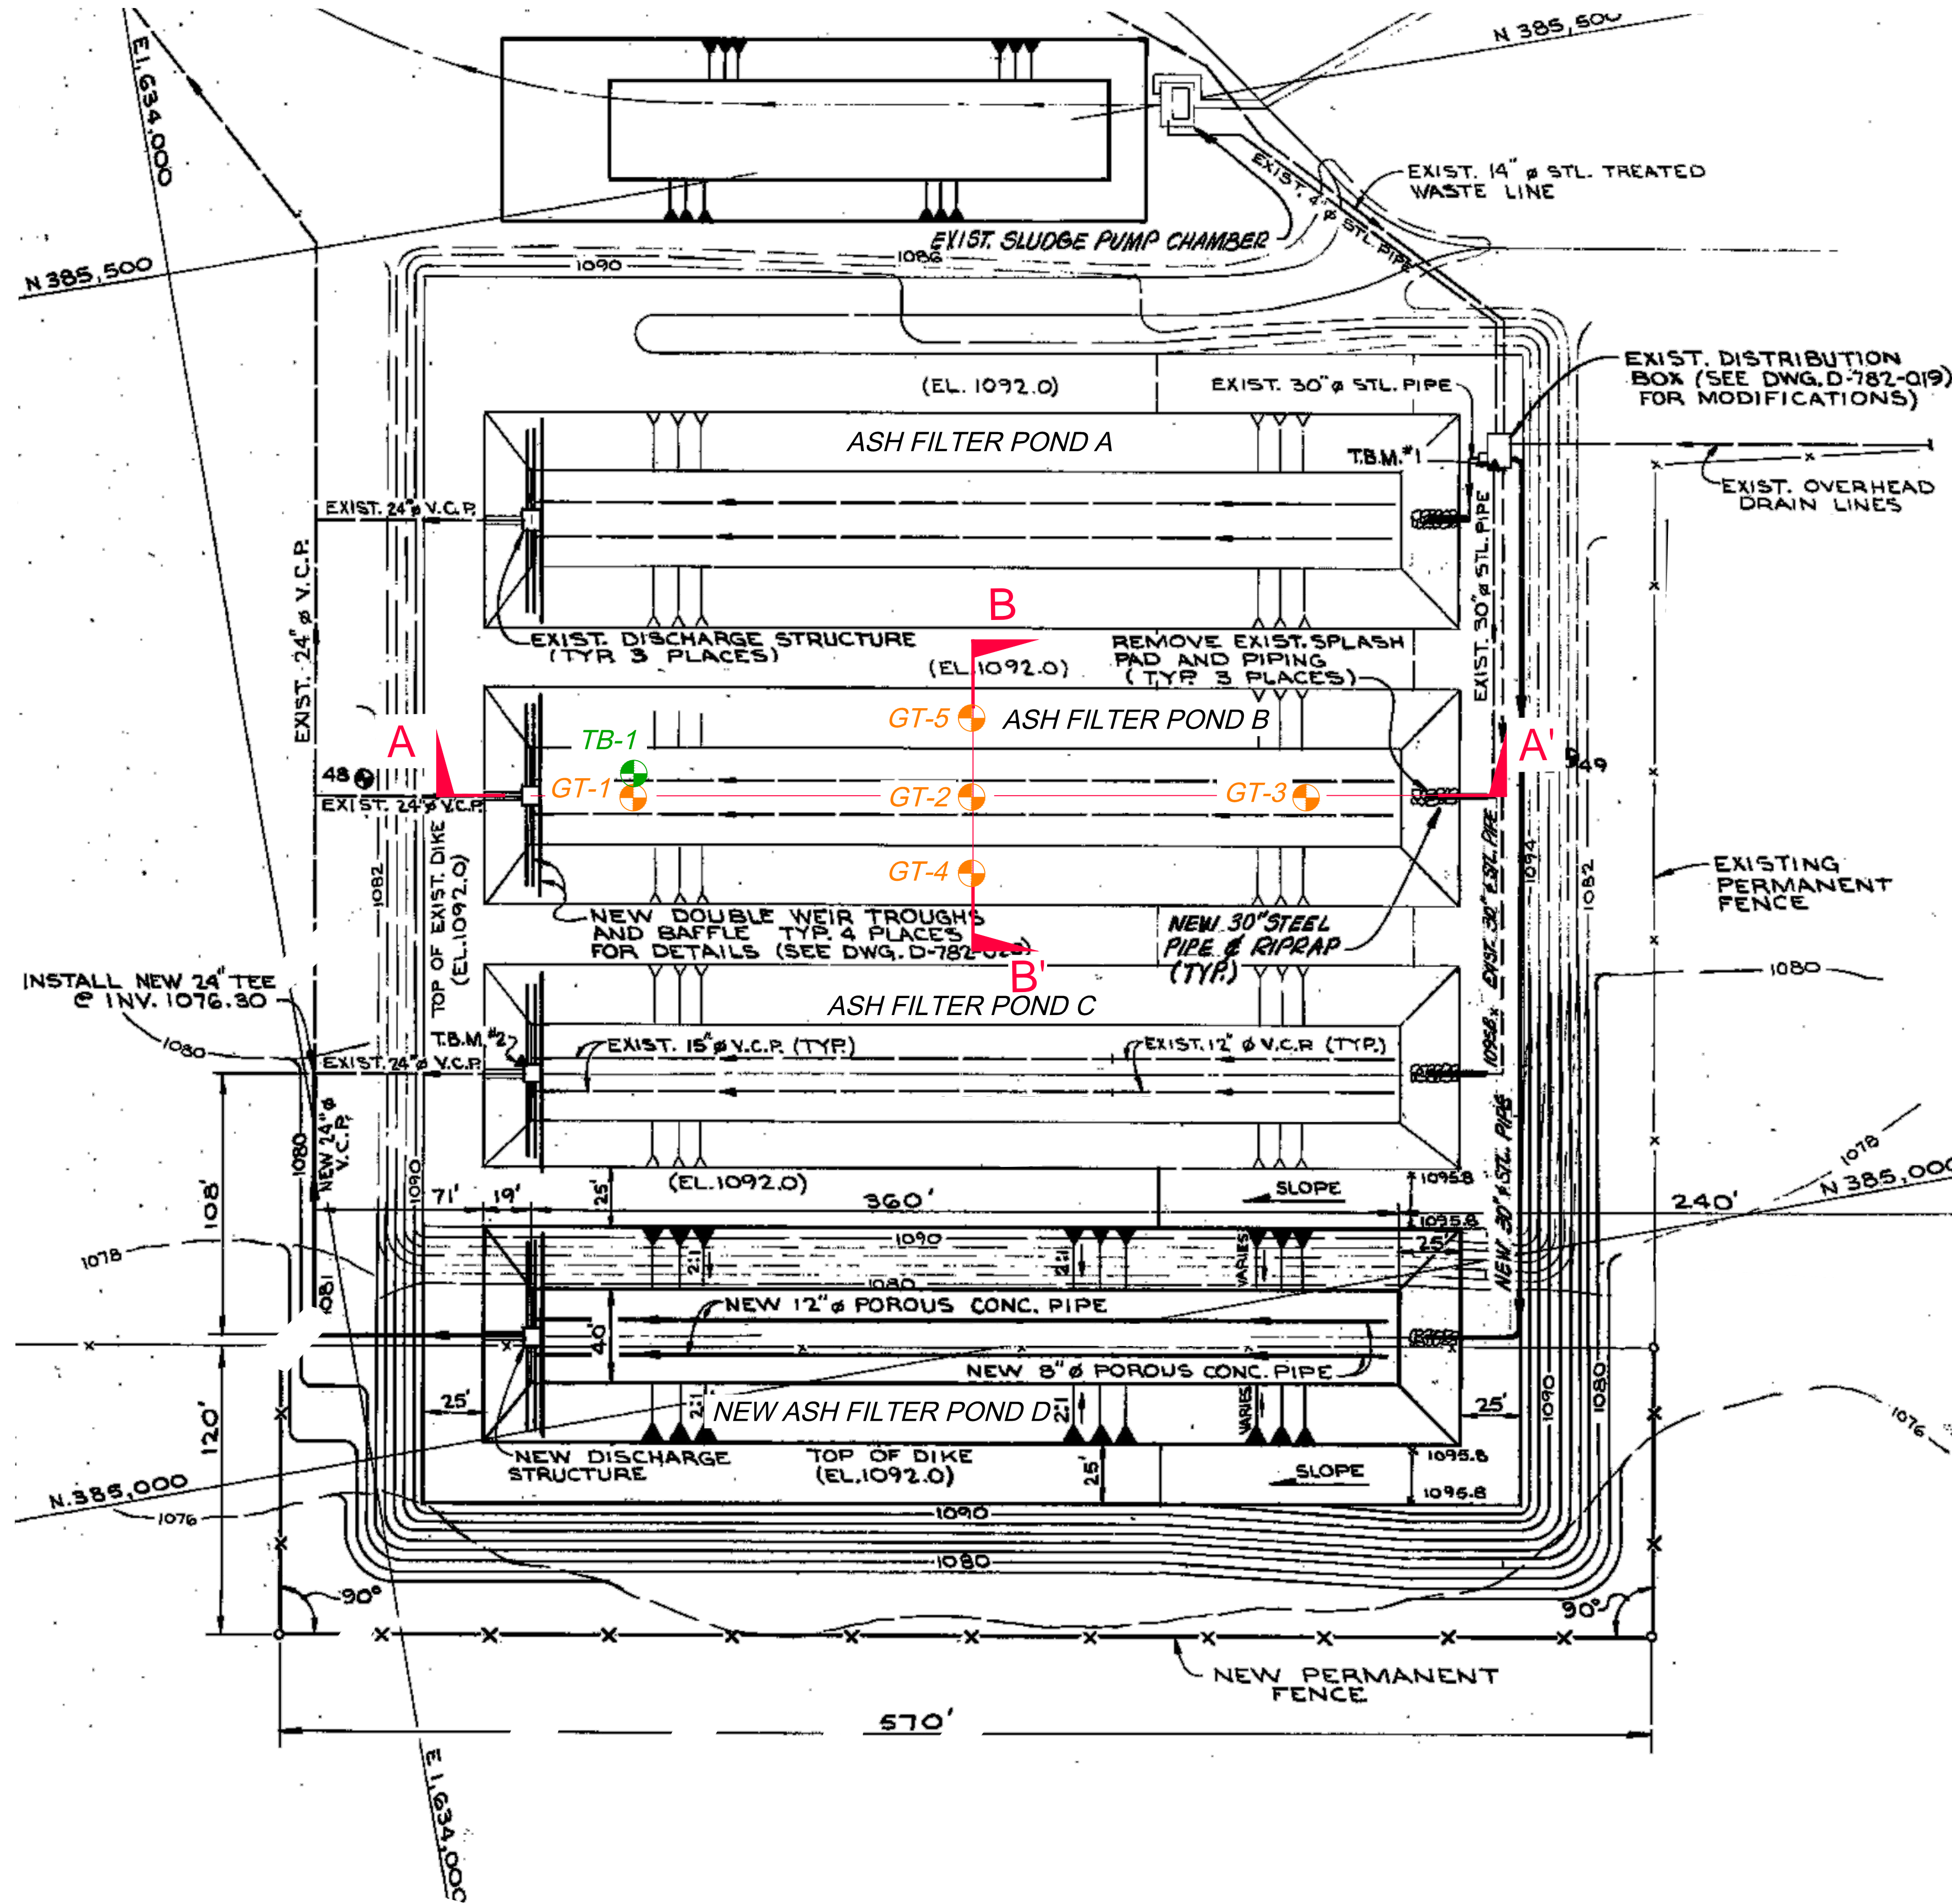 N 385,500
E1,634,000
EXIST. 14" ø STL. TREATED
WASTE LINE
EXIST. 4" ø STL. PIPE
EXIST. SLUDGE PUMP CHAMBER
N 385,500
1090
1086
EXIST. DISTRIBUTION
BOX (SEE DWG. D-782-019)
FOR MODIFICATIONS)
(EL. 1092.0)
EXIST. 30" ø STL. PIPE
ASH FILTER POND A
T.B.M. #1
EXIST. OVERHEAD
DRAIN LINES
EXIST. 24" ø V.C.P.
EXIST. 24" ø V.C.P.
EXIST. 30" ø STL. PIPE
B
EXIST. DISCHARGE STRUCTURE
(TYP. 3 PLACES)
(EL. 1092.0)
REMOVE EXIST. SPLASH
PAD AND PIPING
(TYP. 3 PLACES)
GT-5
ASH FILTER POND B
A
TB-1
A'
48
49
GT-1
GT-2
GT-3
EXIST. 24" ø V.C.P.
1082
TOP OF EXIST. DIKE
(EL. 1092.0)
GT-4
EXIST. 30" ø STL. PIPE
1094
1082
EXISTING
PERMANENT
FENCE
NEW DOUBLE WEIR TROUGHS
AND BAFFLE TYP. 4 PLACES
FOR DETAILS (SEE DWG. D-782-
NEW 30" STEEL
PIPE & RIPRAP
(TYP.)
B'
INSTALL NEW 24" TEE
@ INV. 1076.30
1080
ASH FILTER POND C
1080
1095.8
T.B.M. #2
EXIST. 15" ø V.C.P. (TYP.)
EXIST. 12" ø V.C.P. (TYP.)
EXIST. 24" ø V.C.P.
NEW 24" ø
V.C.P.
1080
1090
NEW 30" ø STL. PIPE
1078
N 385,000
108'
71'
19'
25'
(EL. 1092.0)
360'
SLOPE
1095.8
240'
1095.8
1078
1081
1090
25'
2:1
2:1
VARIES
1080
NEW 12" ø POROUS CONC. PIPE
40'
NEW 8" ø POROUS CONC. PIPE
25'
2:1
NEW ASH FILTER POND D
2:1
VARIES
25'
1090
1080
1076
120'
NEW DISCHARGE
STRUCTURE
TOP OF DIKE
(EL. 1092.0)
25'
1095.8
SLOPE
1095.8
N. 385,000
1076
1090
1080
90°
90°
NEW PERMANENT
FENCE
570'
E 1,634,000